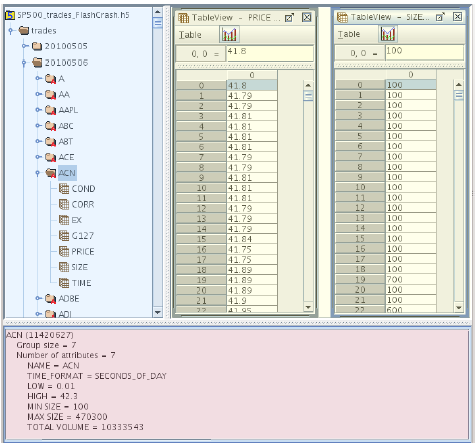 SP500_trades_FlashCrash.h5
trades
20100505
20100506
A
AA
AAPL
ABC
ABT
ACE
ACN
COND
CORR
EX
G127
PRICE
SIZE
TIME
ADBE
ADI
TableView - PRICE ...
Table
0, 0 = 41.8
0
0 41.8
1 41.79
2 41.79
3 41.81
4 41.81
5 41.81
6 41.81
7 41.79
8 41.79
9 41.81
10 41.81
11 41.81
12 41.79
13 41.79
14 41.79
15 41.84
16 41.75
17 41.75
18 41.89
19 41.89
20 41.89
21 41.9
22 41.95
TableView - SIZE...
Table
0, 0 = 100
0
0 100
1 100
2 100
3 100
4 100
5 100
6 100
7 100
8 100
9 100
10 100
11 100
12 100
13 100
14 100
15 100
16 100
17 100
18 100
19 700
20 100
21 100
22 600
ACN (11420627)
Group size = 7
Number of attributes = 7
NAME = ACN
TIME_FORMAT = SECONDS_OF_DAY
LOW = 0.01
HIGH = 42.3
MIN SIZE = 100
MAX SIZE = 470300
TOTAL VOLUME = 10333543